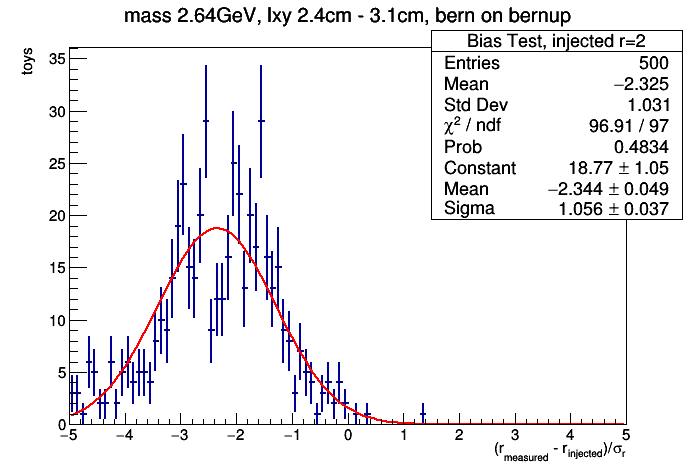 mass 2.64GeV, lxy 2.4cm - 3.1cm, bern on bernup
Bias Test, injected r=2
Entries 500
Mean −2.325
Std Dev 1.031
χ² / ndf 96.91 / 97
Prob 0.4834
Constant 18.77 ± 1.05
Mean −2.344 ± 0.049
Sigma 1.056 ± 0.037
toys
35
30
25
20
15
10
5
0
−5 −4 −3 −2 −1 0 1 2 3 4 5
(r_measured - r_injected)/σ_r